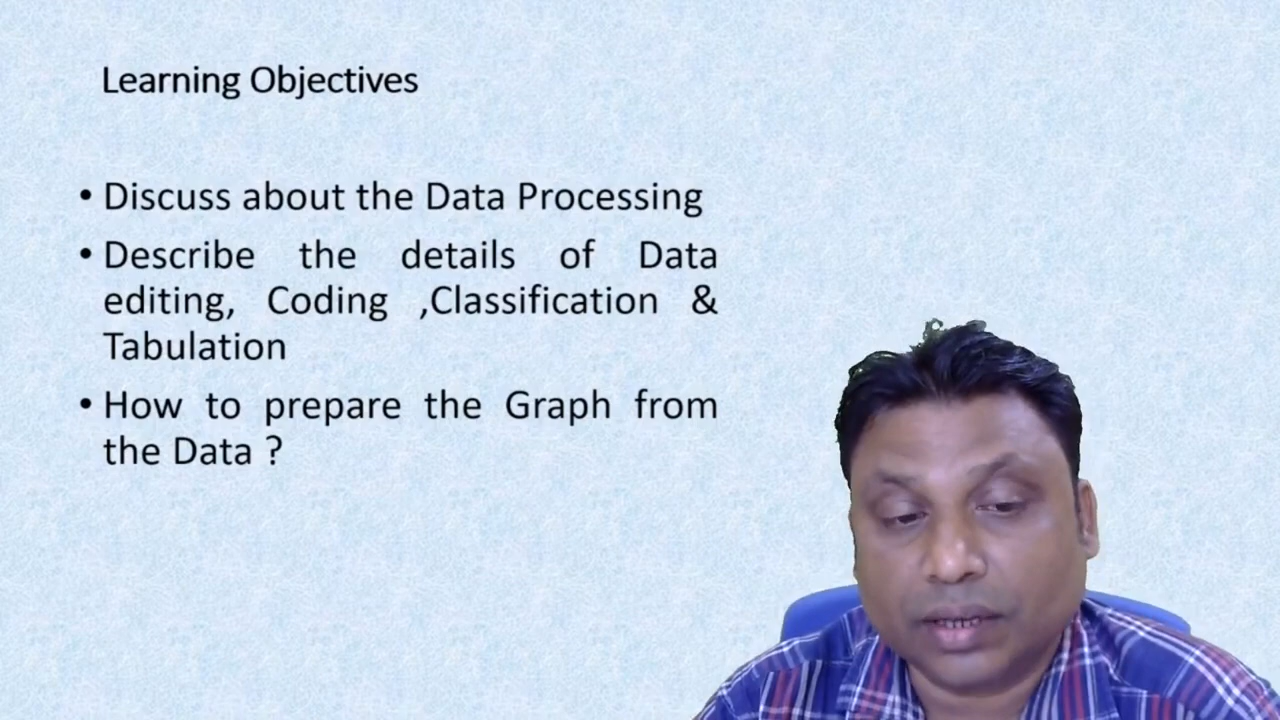 Learning Objectives
• Discuss about the Data Processing
• Describe the details of Data
editing, Coding ,Classification &
Tabulation
• How to prepare the Graph from
the Data ?